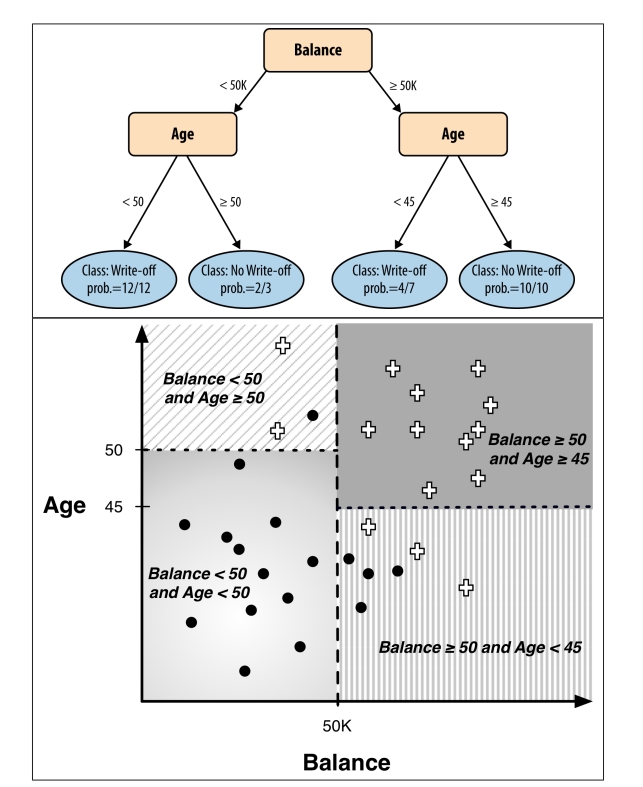 Balance
< 50K
≥ 50K
Age
Age
< 50
≥ 50
< 45
≥ 45
Class: Write-off
prob.=12/12
Class: No Write-off
prob.=2/3
Class: Write-off
prob.=4/7
Class: No Write-off
prob.=10/10
Balance < 50
and Age ≥ 50
Balance ≥ 50
and Age ≥ 45
50
45
Age
Balance < 50
and Age < 50
Balance ≥ 50 and Age < 45
50K
Balance